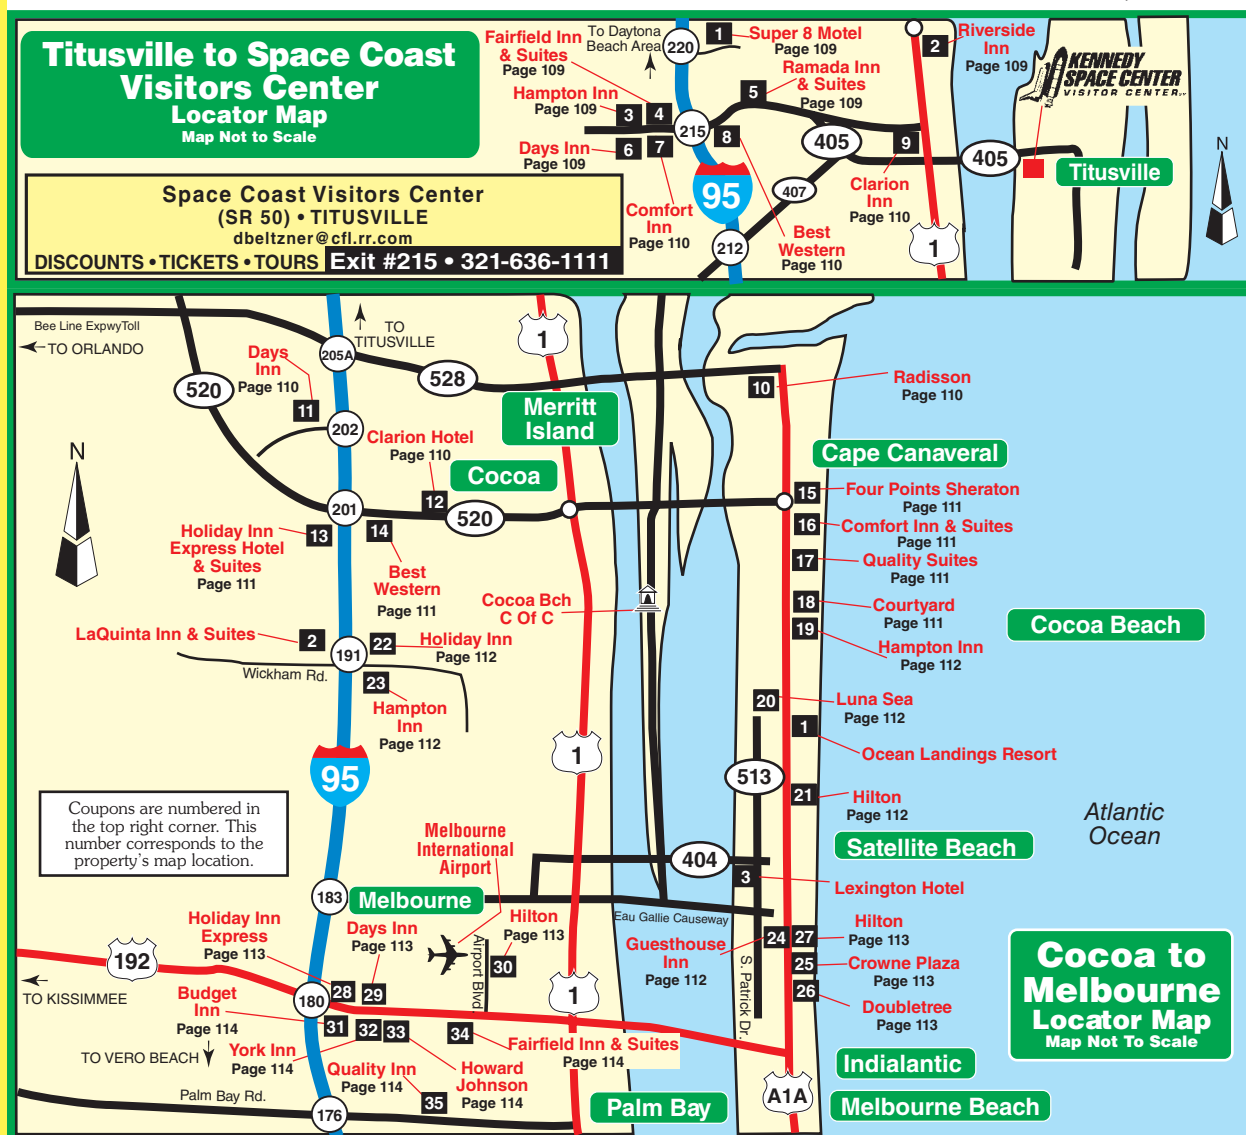 Titusville to Space Coast
Visitors Center
Locator Map
Map Not to Scale
Space Coast Visitors Center
(SR 50) • TITUSVILLE
dbeltzner@cfl.rr.com
DISCOUNTS • TICKETS • TOURS Exit #215 • 321-636-1111
Fairfield Inn
& Suites
Page 109
To Daytona
Beach Area
220
1
Super 8 Motel
Page 109
Ramada Inn
& Suites
Page 109
5
2
Riverside
Inn
Page 109
KENNEDY
SPACE CENTER
VISITOR CENTER
Hampton Inn
Page 109
3
4
215
8
405
9
405
Days Inn
Page 109
6
7
95
407
Clarion
Inn
Page 110
Titusville
N
Comfort
Inn
Page 110
212
Best
Western
Page 110
1
Bee Line ExpwyToll
TO ORLANDO
TO
TITUSVILLE
205A
1
520
Days
Inn
Page 110
11
528
10
Radisson
Page 110
Merritt
Island
202
Clarion Hotel
Page 110
12
Cocoa
Cape Canaveral
N
201
520
15
Four Points Sheraton
Page 111
Holiday Inn
Express Hotel
& Suites
Page 111
13
14
Best
Western
Page 111
16
Comfort Inn & Suites
Page 111
17
Quality Suites
Page 111
Cocoa Bch
C Of C
18
Courtyard
Page 111
19
Hampton Inn
Page 112
Cocoa Beach
LaQuinta Inn & Suites
2
191
22
Holiday Inn
Page 112
Wickham Rd.
23
Hampton
Inn
Page 112
20
Luna Sea
Page 112
1
Ocean Landings Resort
95
1
513
21
Hilton
Page 112
Coupons are numbered in
the top right corner. This
number corresponds to the
property's map location.
Atlantic
Ocean
Melbourne
International
Airport
404
Satellite Beach
3
Lexington Hotel
183
Melbourne
Eau Gallie Causeway
Holiday Inn
Express
Page 113
Days Inn
Page 113
Hilton
Page 113
30
Airport Blvd.
Guesthouse
Inn
Page 112
24
27
Hilton
Page 113
25
Crowne Plaza
Page 113
26
Doubletree
Page 113
S. Patrick Dr.
192
TO KISSIMMEE
180
28
29
1
Budget
Inn
Page 114
31
32
33
34
Fairfield Inn & Suites
Page 114
TO VERO BEACH
York Inn
Page 114
Quality Inn
Page 114
35
Howard
Johnson
Page 114
Palm Bay Rd.
176
Palm Bay
A1A
Indialantic
Melbourne Beach
Cocoa to
Melbourne
Locator Map
Map Not To Scale